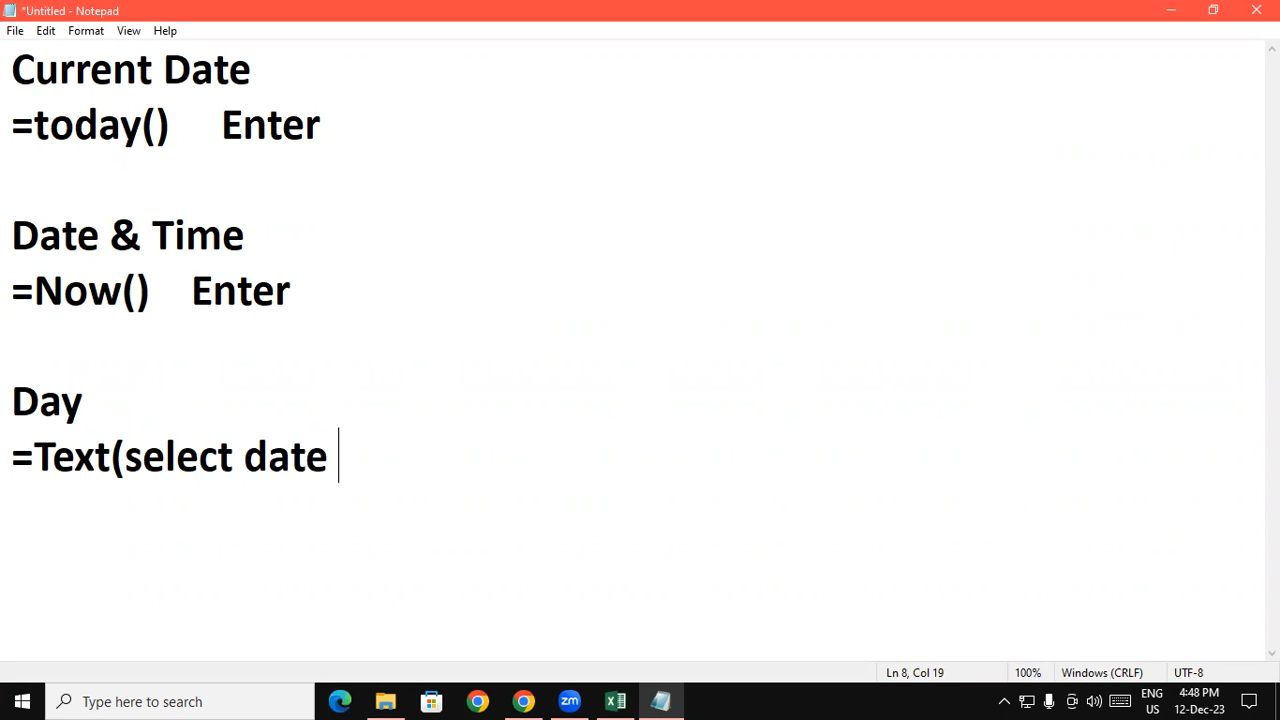 *Untitled - Notepad
File Edit Format View Help
Current Date
=today() Enter
Date & Time
=Now() Enter
Day
=Text(select date
Ln 8, Col 19 100% Windows (CRLF) UTF-8
Type here to search
zm
ENG
US
4:48 PM
12-Dec-23